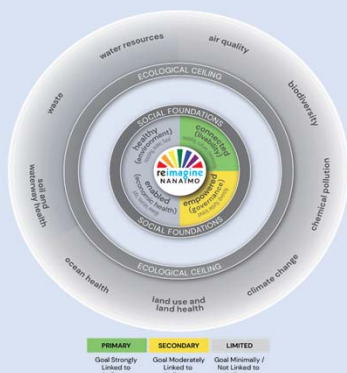 water resources
air quality
biodiversity
chemical pollution
climate change
land use and
land health
ocean health
soil and
waterway health
waste
ECOLOGICAL CEILING
SOCIAL FOUNDATIONS
healthy
(environment)
connected
(livability)
enabled
(economic health)
empowered
(governance)
reimagine
NANAIMO
SOCIAL FOUNDATIONS
ECOLOGICAL CEILING
PRIMARY
SECONDARY
LIMITED
Goal Strongly
Linked to
Goal Moderately
Linked to
Goal Minimally /
Not Linked to